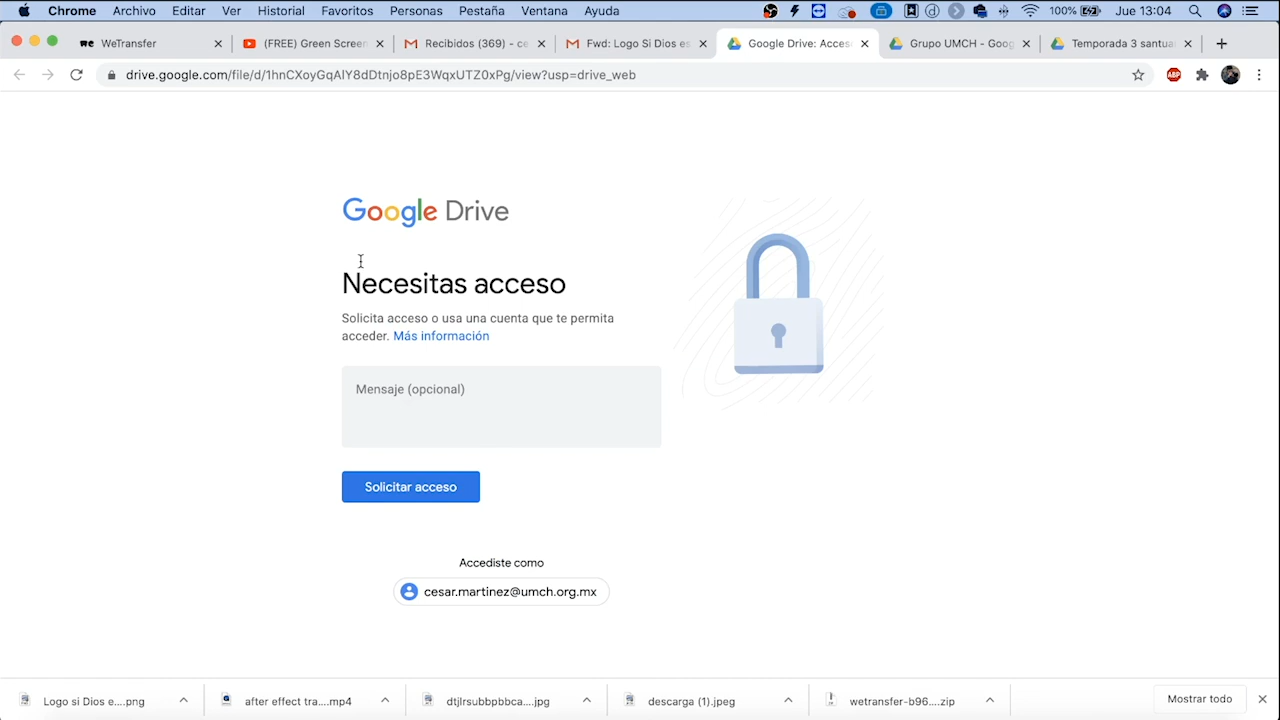 Chrome Archivo Editar Ver Historial Favoritos Personas Pestaña Ventana Ayuda 100% Jue 13:04
WeTransfer (FREE) Green Scree Recibidos (369) - ce Fwd: Logo Si Dios es Google Drive: Acces Grupo UMCH - Goog Temporada 3 santua
drive.google.com/file/d/1hnCXoyGqAlY8dDtnjo8pE3WqxUTZ0xPg/view?usp=drive_web ABP
Google Drive
Necesitas acceso
Solicita acceso o usa una cuenta que te permita
acceder. Más información
Mensaje (opcional)
Solicitar acceso
Accediste como
cesar.martinez@umch.org.mx
Logo si Dios e....png after effect tra....mp4 dtjlrsubbpbbca....jpg descarga (1).jpeg wetransfer-b96....zip Mostrar todo